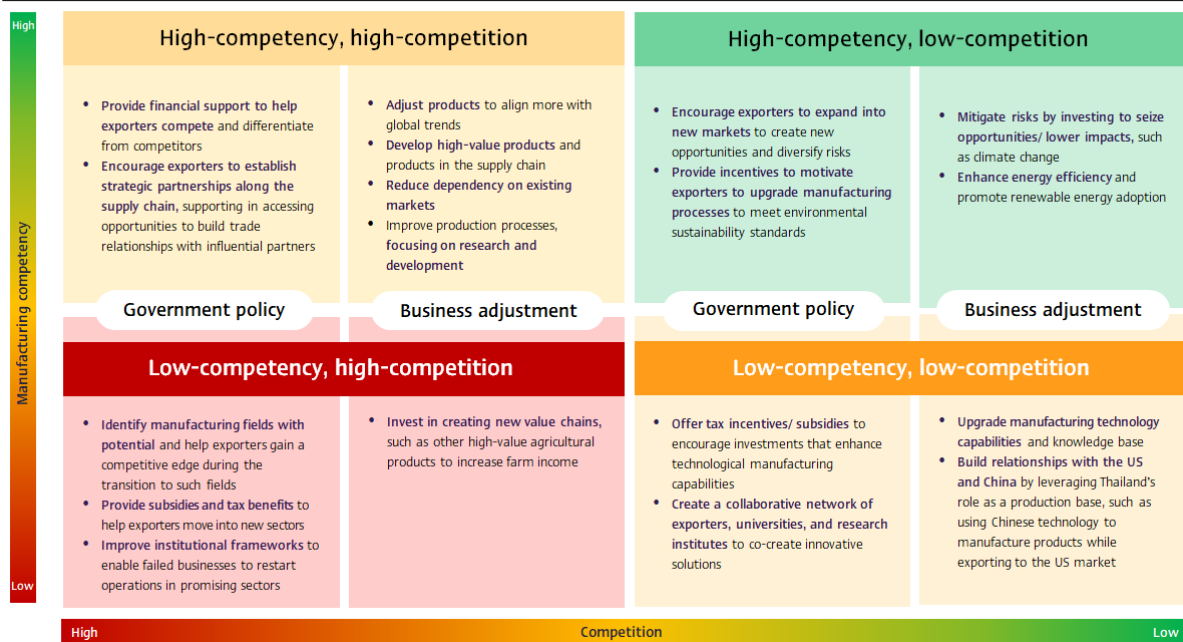 High
Manufacturing competency
Low
High-competency, high-competition
• Provide financial support to help
exporters compete and differentiate
from competitors
• Encourage exporters to establish
strategic partnerships along the
supply chain, supporting in accessing
opportunities to build trade
relationships with influential partners
• Adjust products to align more with
global trends
• Develop high-value products and
products in the supply chain
• Reduce dependency on existing
markets
• Improve production processes,
focusing on research and
development
Government policy
Business adjustment
High-competency, low-competition
• Encourage exporters to expand into
new markets to create new
opportunities and diversify risks
• Provide incentives to motivate
exporters to upgrade manufacturing
processes to meet environmental
sustainability standards
• Mitigate risks by investing to seize
opportunities/ lower impacts, such
as climate change
• Enhance energy efficiency and
promote renewable energy adoption
Government policy
Business adjustment
Low-competency, high-competition
• Identify manufacturing fields with
potential and help exporters gain a
competitive edge during the
transition to such fields
• Provide subsidies and tax benefits to
help exporters move into new sectors
• Improve institutional frameworks to
enable failed businesses to restart
operations in promising sectors
• Invest in creating new value chains,
such as other high-value agricultural
products to increase farm income
Low-competency, low-competition
• Offer tax incentives/ subsidies to
encourage investments that enhance
technological manufacturing
capabilities
• Create a collaborative network of
exporters, universities, and research
institutes to co-create innovative
solutions
• Upgrade manufacturing technology
capabilities and knowledge base
• Build relationships with the US
and China by leveraging Thailand's
role as a production base, such as
using Chinese technology to
manufacture products while
exporting to the US market
High
Competition
Low